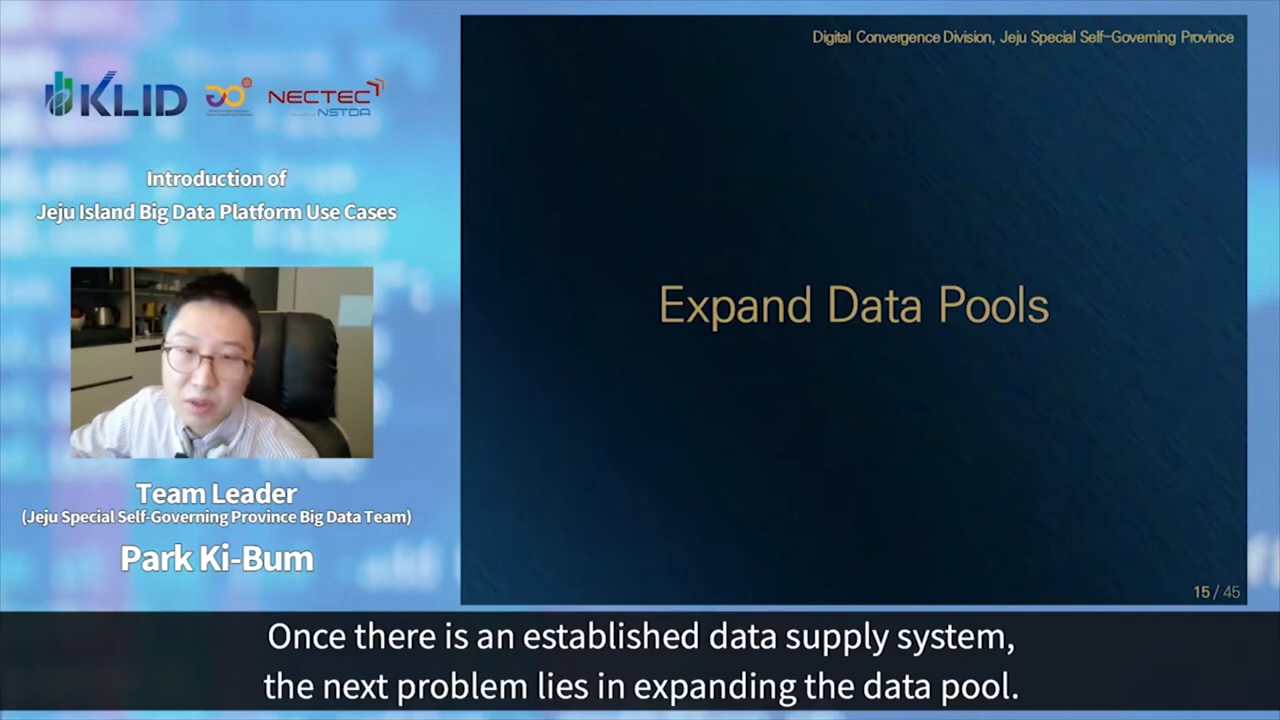 KLID
NECTEC
NSTDA
Introduction of
Jeju Island Big Data Platform Use Cases
Team Leader
(Jeju Special Self-Governing Province Big Data Team)
Park Ki-Bum
Digital Convergence Division, Jeju Special Self-Governing Province
Expand Data Pools
15 / 45
Once there is an established data supply system,
the next problem lies in expanding the data pool.